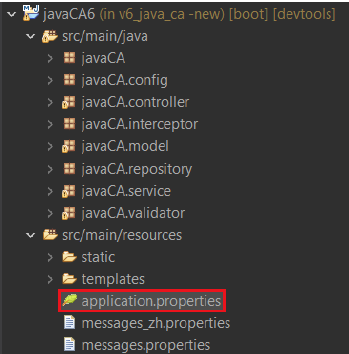 javaCA6 (in v6_java_ca -new) [boot] [devtools]
src/main/java
javaCA
javaCA.config
javaCA.controller
javaCA.interceptor
javaCA.model
javaCA.repository
javaCA.service
javaCA.validator
src/main/resources
static
templates
application.properties
messages_zh.properties
messages.properties